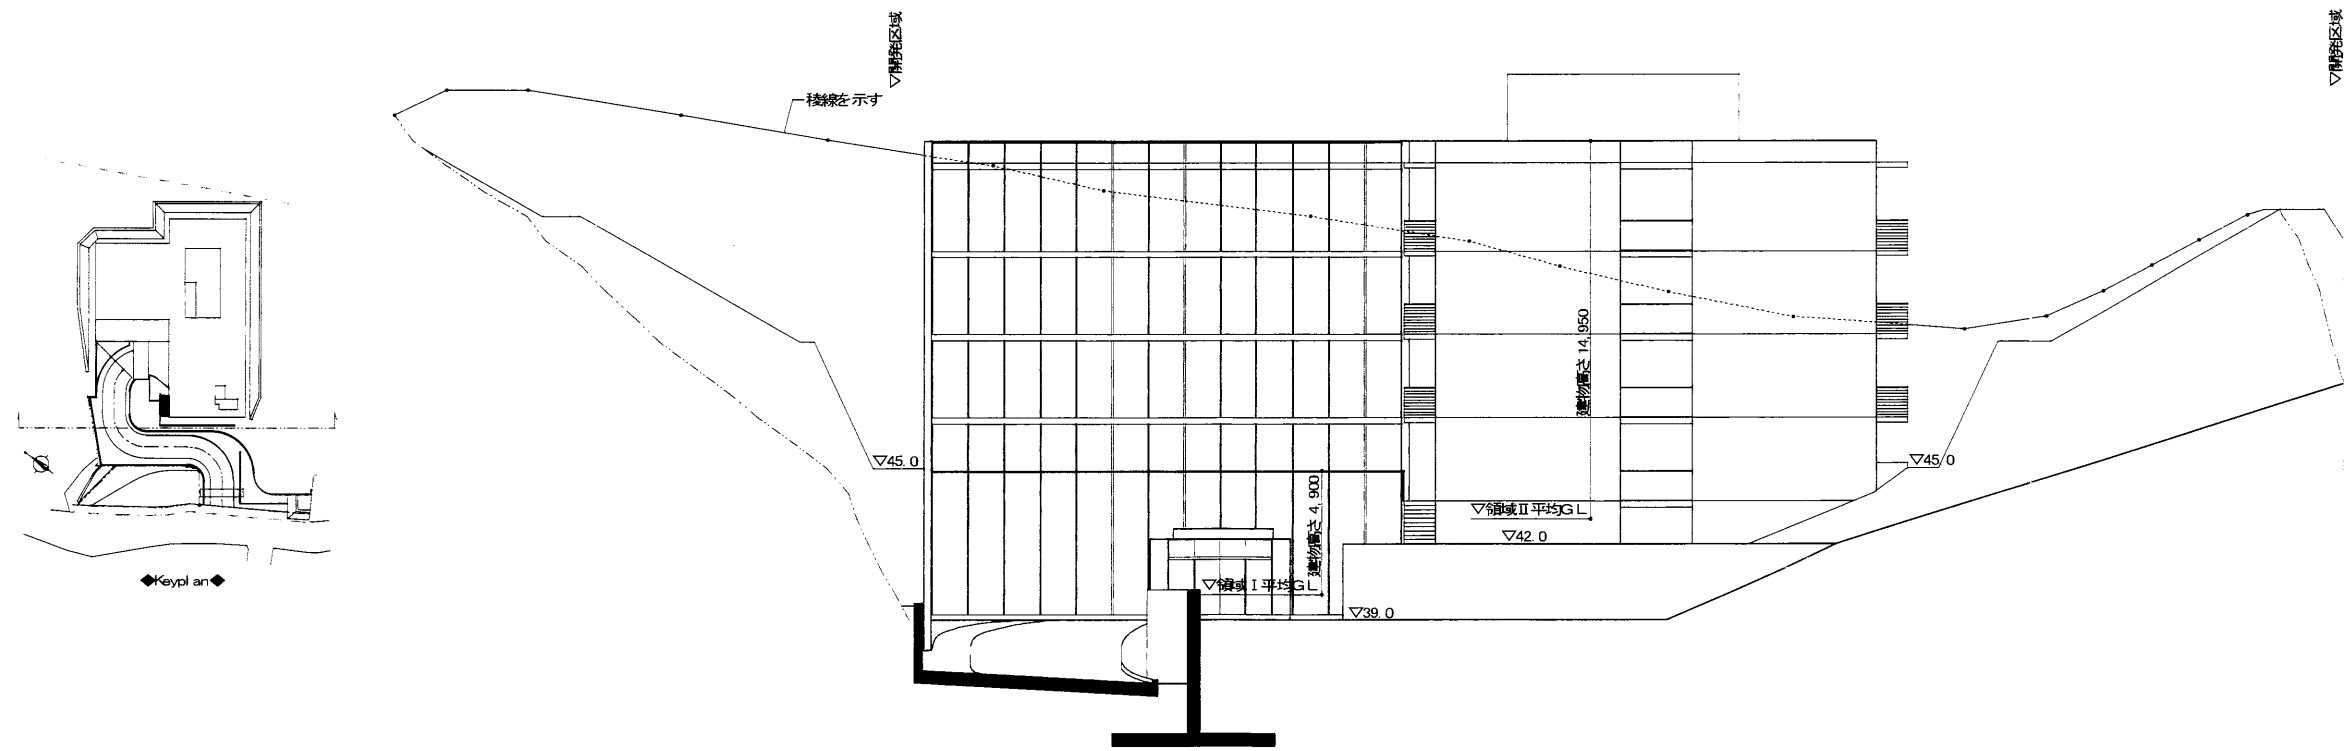 ▽開発区域
▽開発区域
稜線を示す
建物高さ 14,950
▽45.0
▽45.0
建物高さ 4,900
▽領域Ⅱ平均GL
▽42.0
▽領域Ⅰ平均GL
▽39.0
◆Keyplan◆